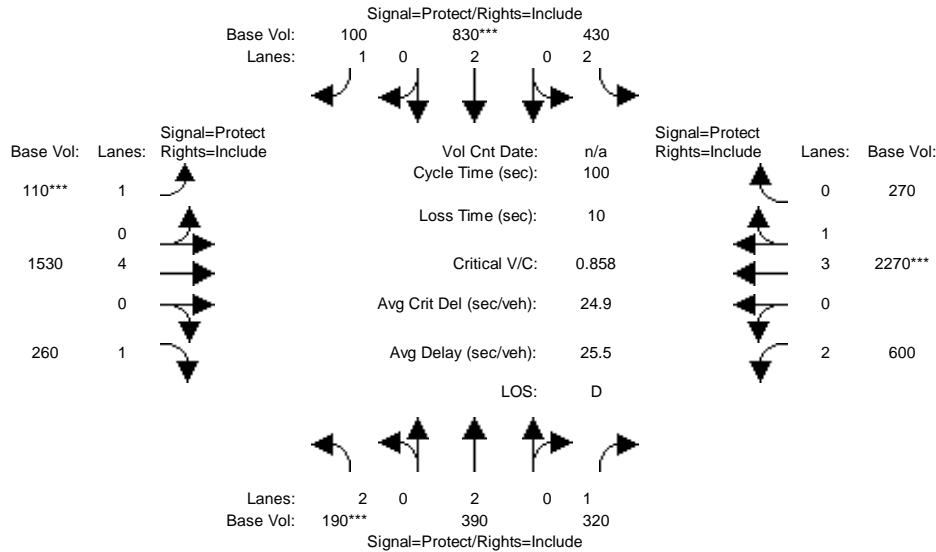 Signal=Protect/Rights=Include
Base Vol: 100 830*** 430
Lanes: 1 0 2 0 2
Signal=Protect
Rights=Include
Base Vol: Lanes:
Vol Cnt Date: n/a
Signal=Protect
Rights=Include
Lanes: Base Vol:
Cycle Time (sec): 100
110*** 1
0 270
Loss Time (sec): 10
0
1
1530 4
Critical V/C: 0.858
3 2270***
0
Avg Crit Del (sec/veh): 24.9
0
260 1
Avg Delay (sec/veh): 25.5
2 600
LOS: D
Lanes: 2 0 2 0 1
Base Vol: 190*** 390 320
Signal=Protect/Rights=Include